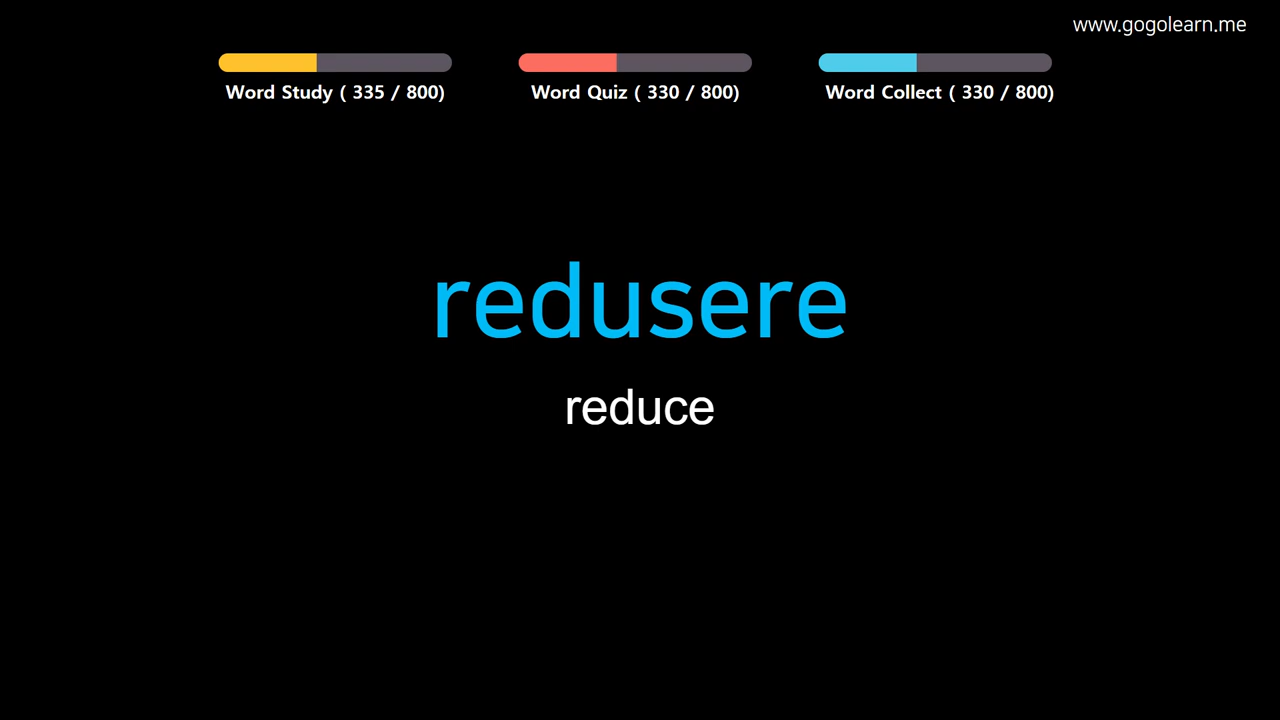 www.gogolearn.me
Word Study ( 335 / 800)
Word Quiz ( 330 / 800)
Word Collect ( 330 / 800)
redusere
reduce